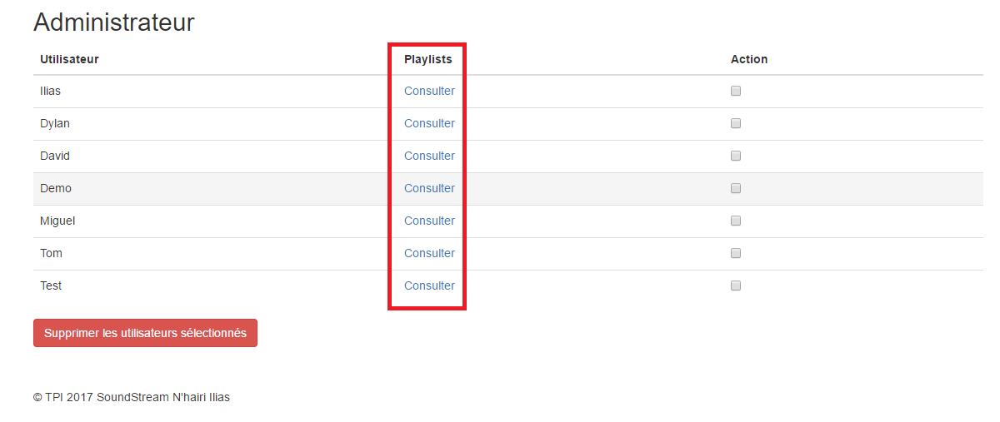 Administrateur
Utilisateur Playlists Action
Ilias Consulter
Dylan Consulter
David Consulter
Demo Consulter
Miguel Consulter
Tom Consulter
Test Consulter
Supprimer les utilisateurs sélectionnés
© TPI 2017 SoundStream N'hairi Ilias